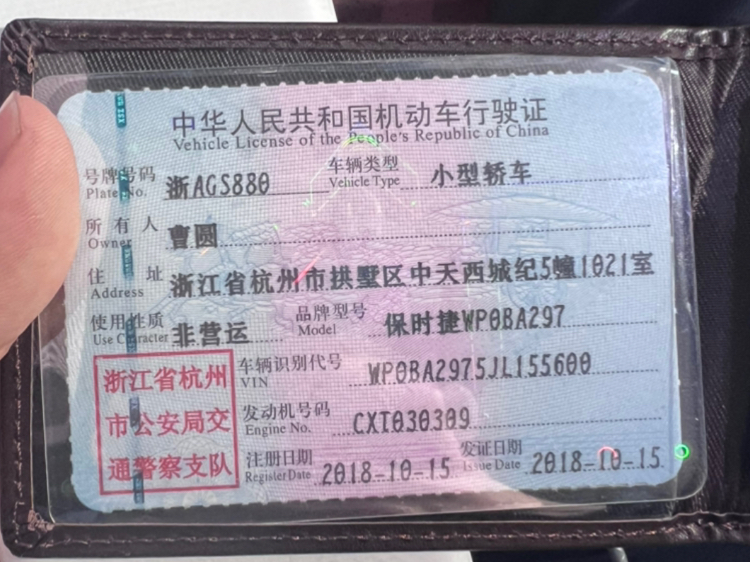 中华人民共和国机动车行驶证
Vehicle License of the People's Republic of China
号牌号码 浙AGS880 车辆类型 小型轿车
Plate No. Vehicle Type
所有人 曹圆
Owner
住址 浙江省杭州市拱墅区中天西城纪5幢1021室
Address
使用性质 非营运 品牌型号 保时捷WP0BA297
Use Character Model
浙江省杭州
市公安局交
通警察支队
车辆识别代号 WP0BA2975JL155600
VIN
发动机号码 CXT030309
Engine No.
注册日期 2018-10-15 发证日期 2018-10-15
Register Date Issue Date